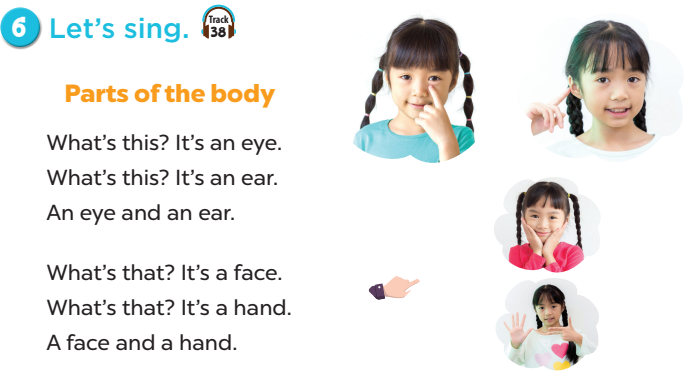 6 Let's sing. Track 38
Parts of the body
What's this? It's an eye.
What's this? It's an ear.
An eye and an ear.
What's that? It's a face.
What's that? It's a hand.
A face and a hand.